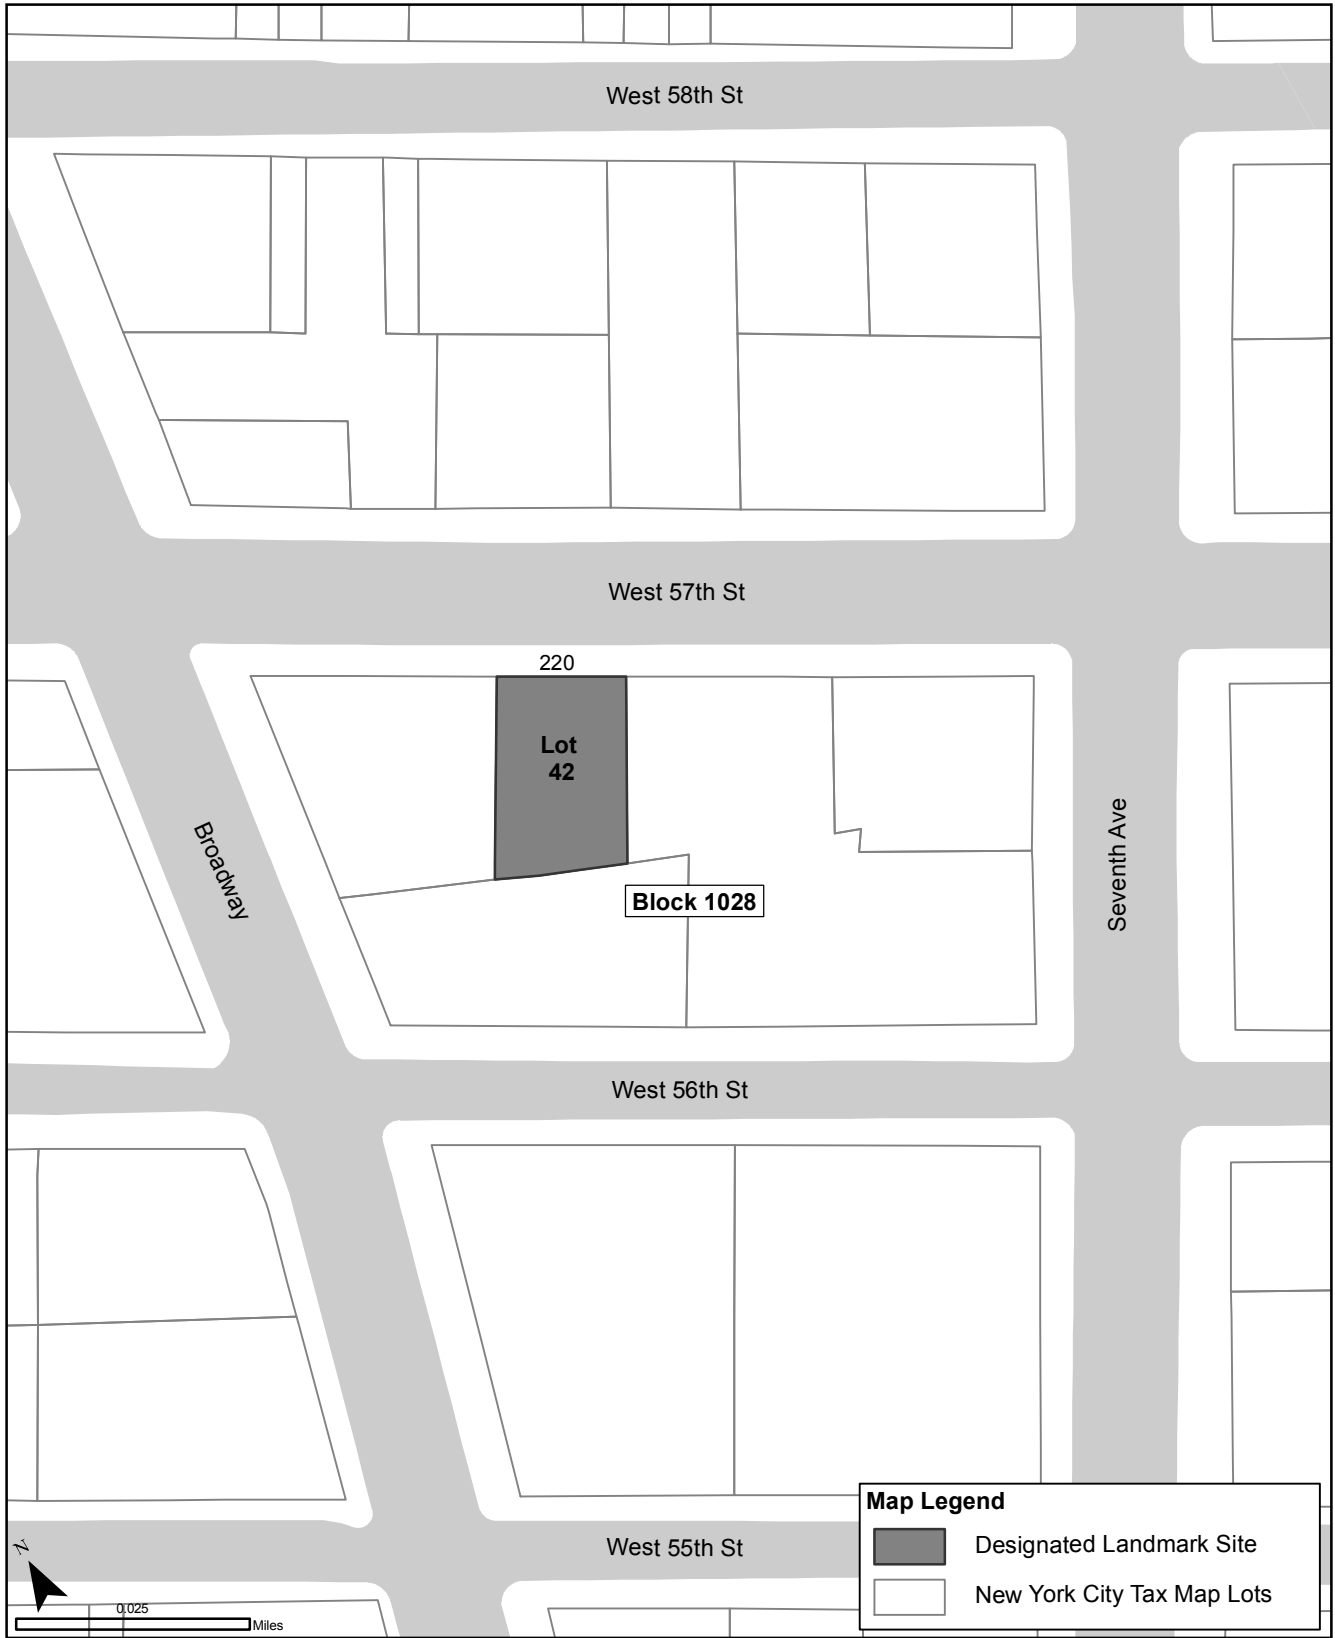 West 58th St
West 57th St
220
Lot
42
Broadway
Block 1028
Seventh Ave
West 56th St
West 55th St
Map Legend
Designated Landmark Site
New York City Tax Map Lots
N
0.025
Miles